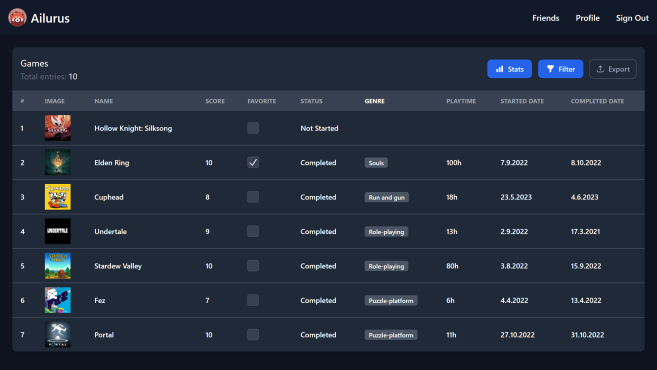 Ailurus Friends Profile Sign Out
Games
Total entries: 10
Stats Filter Export
# IMAGE NAME SCORE FAVORITE STATUS GENRE PLAYTIME STARTED DATE COMPLETED DATE
1 Hollow Knight: Silksong Not Started
2 Elden Ring 10 Completed Souls 100h 7.9.2022 8.10.2022
3 Cuphead 8 Completed Run and gun 18h 23.5.2023 4.6.2023
4 UNDERTALE Undertale 9 Completed Role-playing 13h 2.9.2022 17.3.2021
5 Stardew Valley 10 Completed Role-playing 80h 3.8.2022 15.9.2022
6 Fez 7 Completed Puzzle-platform 6h 4.4.2022 13.4.2022
7 PORTAL Portal 10 Completed Puzzle-platform 11h 27.10.2022 31.10.2022